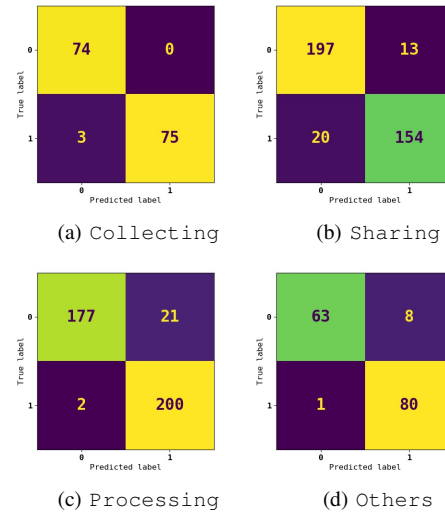 True label
0
74
0
1
3
75
0
1
Predicted label
(a) Collecting
True label
0
197
13
1
20
154
0
1
Predicted label
(b) Sharing
True label
0
177
21
1
2
200
0
1
Predicted label
(c) Processing
True label
0
63
8
1
1
80
0
1
Predicted label
(d) Others